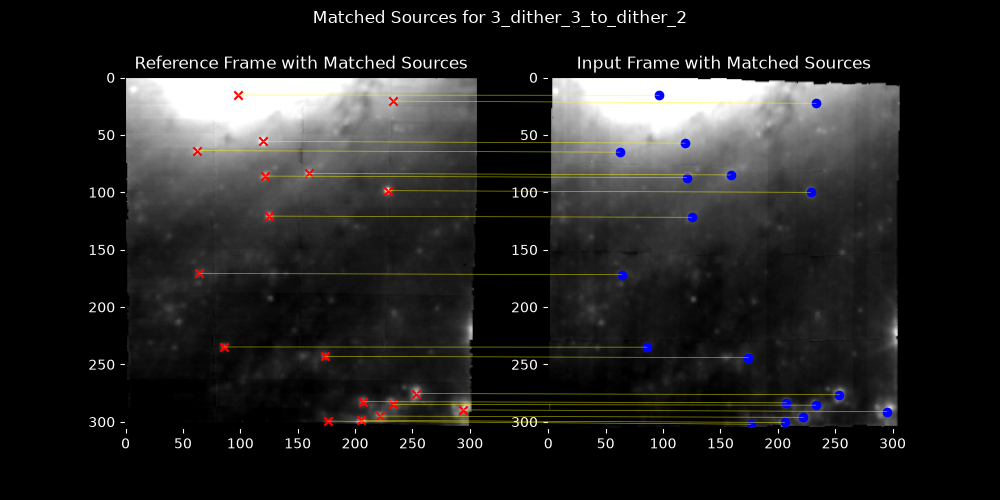 Matched Sources for 3_dither_3_to_dither_2
Reference Frame with Matched Sources
0
50
100
150
200
250
300
0 50 100 150 200 250 300
Input Frame with Matched Sources
0
50
100
150
200
250
300
0 50 100 150 200 250 300